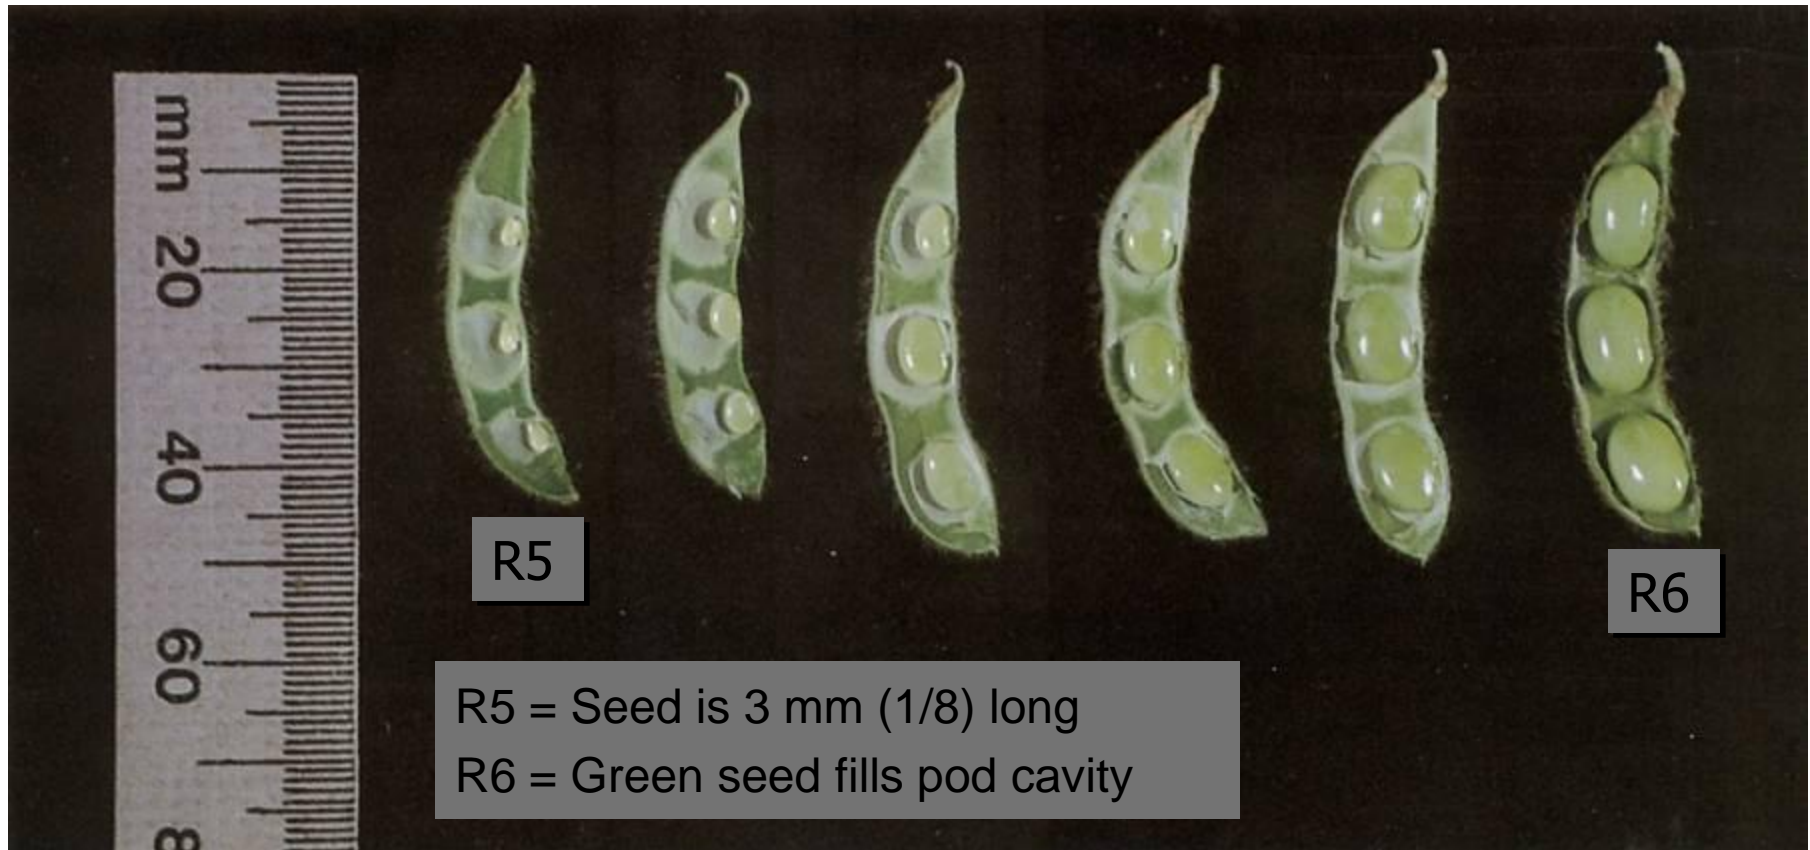 mm
20
40
60
8
R5
R6
R5 = Seed is 3 mm (1/8) long
R6 = Green seed fills pod cavity